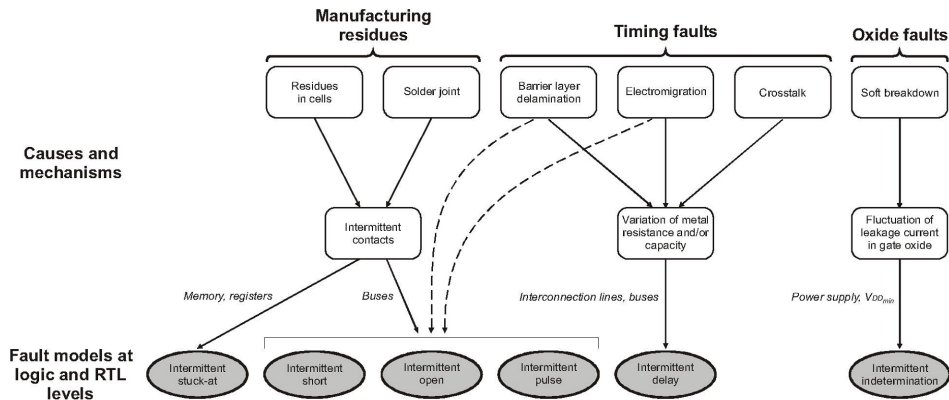 Manufacturing
residues
Timing faults
Oxide faults
Residues
in cells
Solder joint
Barrier layer
delamination
Electromigration
Crosstalk
Soft breakdown
Causes and
mechanisms
Intermittent
contacts
Variation of metal
resistance and/or
capacity
Fluctuation of
leakage current
in gate oxide
Memory, registers
Buses
Interconnection lines, buses
Power supply, VDDmin
Fault models at
logic and RTL
levels
Intermittent
stuck-at
Intermittent
short
Intermittent
open
Intermittent
pulse
Intermittent
delay
Intermittent
indetermination